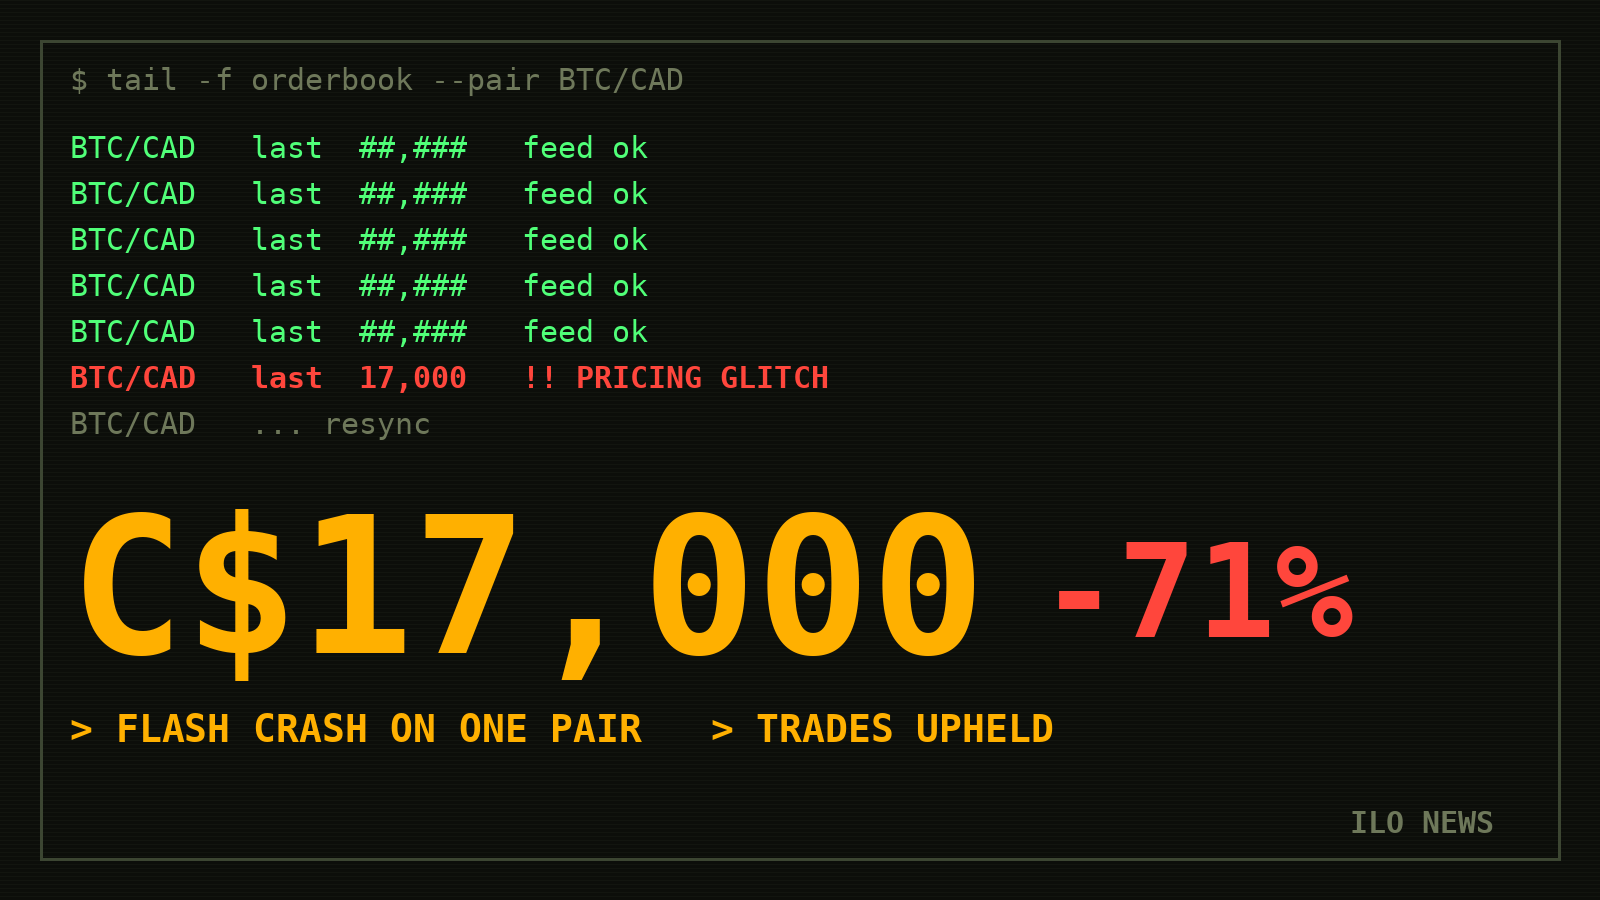 $ tail -f orderbook --pair BTC/CAD
BTC/CAD last ##,### feed ok
BTC/CAD last ##,### feed ok
BTC/CAD last ##,### feed ok
BTC/CAD last ##,### feed ok
BTC/CAD last ##,### feed ok
BTC/CAD last 17,000 !! PRICING GLITCH
BTC/CAD ... resync
C$17,000 -71%
> FLASH CRASH ON ONE PAIR > TRADES UPHELD
ILO NEWS